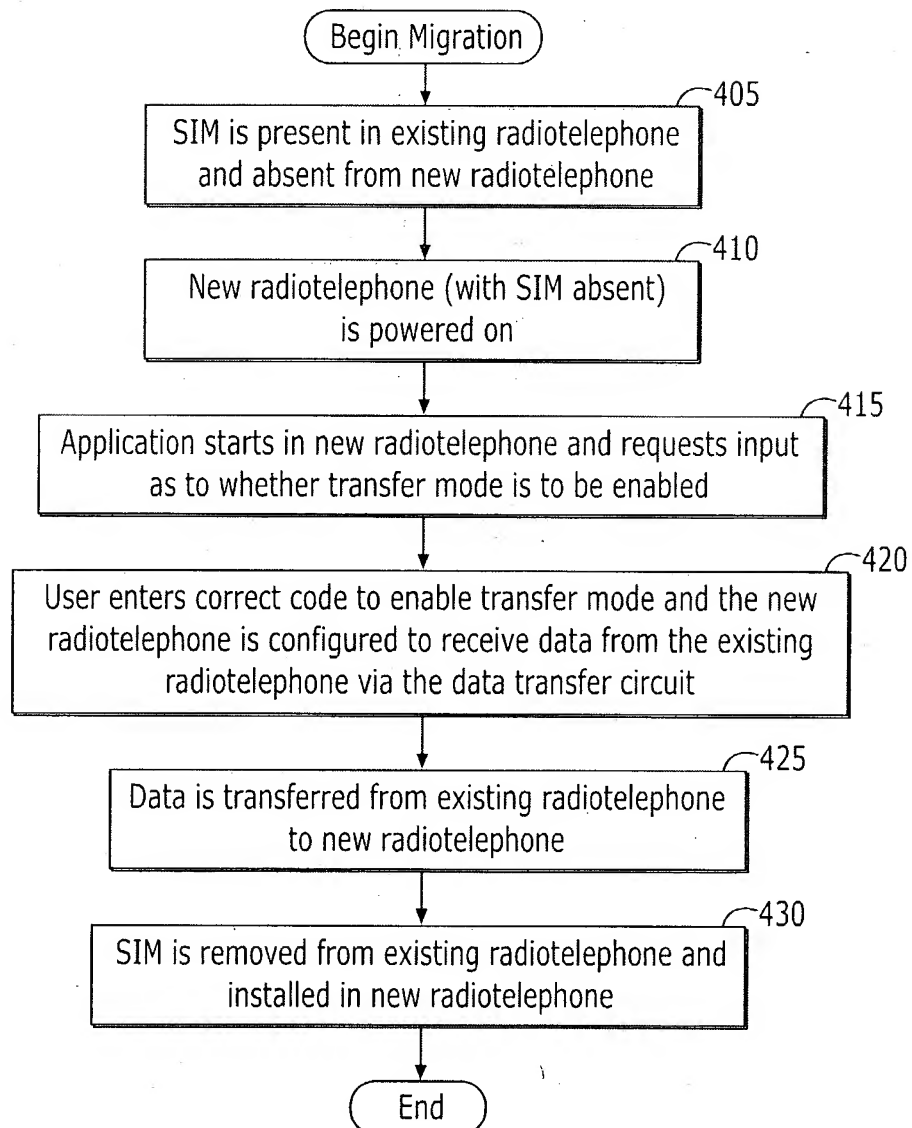 Begin Migration
405
SIM is present in existing radiotelephone
and absent from new radiotelephone
410
New radiotelephone (with SIM absent)
is powered on
415
Application starts in new radiotelephone and requests input
as to whether transfer mode is to be enabled
420
User enters correct code to enable transfer mode and the new
radiotelephone is configured to receive data from the existing
radiotelephone via the data transfer circuit
425
Data is transferred from existing radiotelephone
to new radiotelephone
430
SIM is removed from existing radiotelephone and
installed in new radiotelephone
End